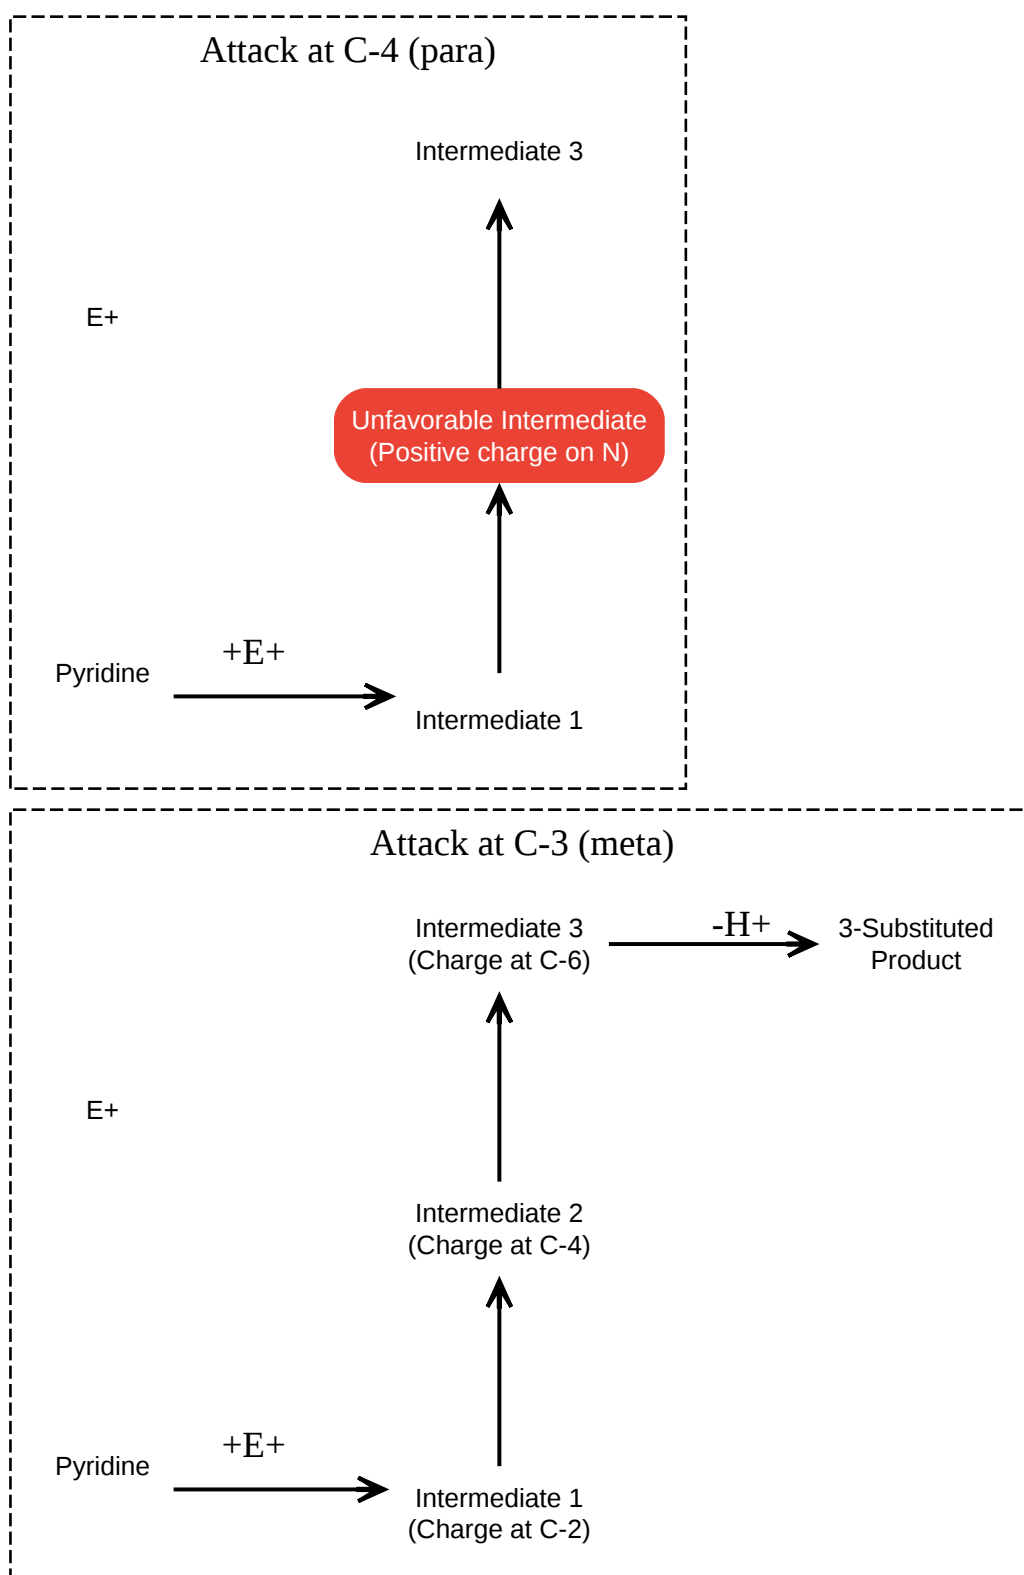 Attack at C-4 (para)
Intermediate 3
E+
Unfavorable Intermediate
(Positive charge on N)
Pyridine
+E+
Intermediate 1
Attack at C-3 (meta)
Intermediate 3
(Charge at C-6)
-H+
3-Substituted
Product
E+
Intermediate 2
(Charge at C-4)
Pyridine
+E+
Intermediate 1
(Charge at C-2)